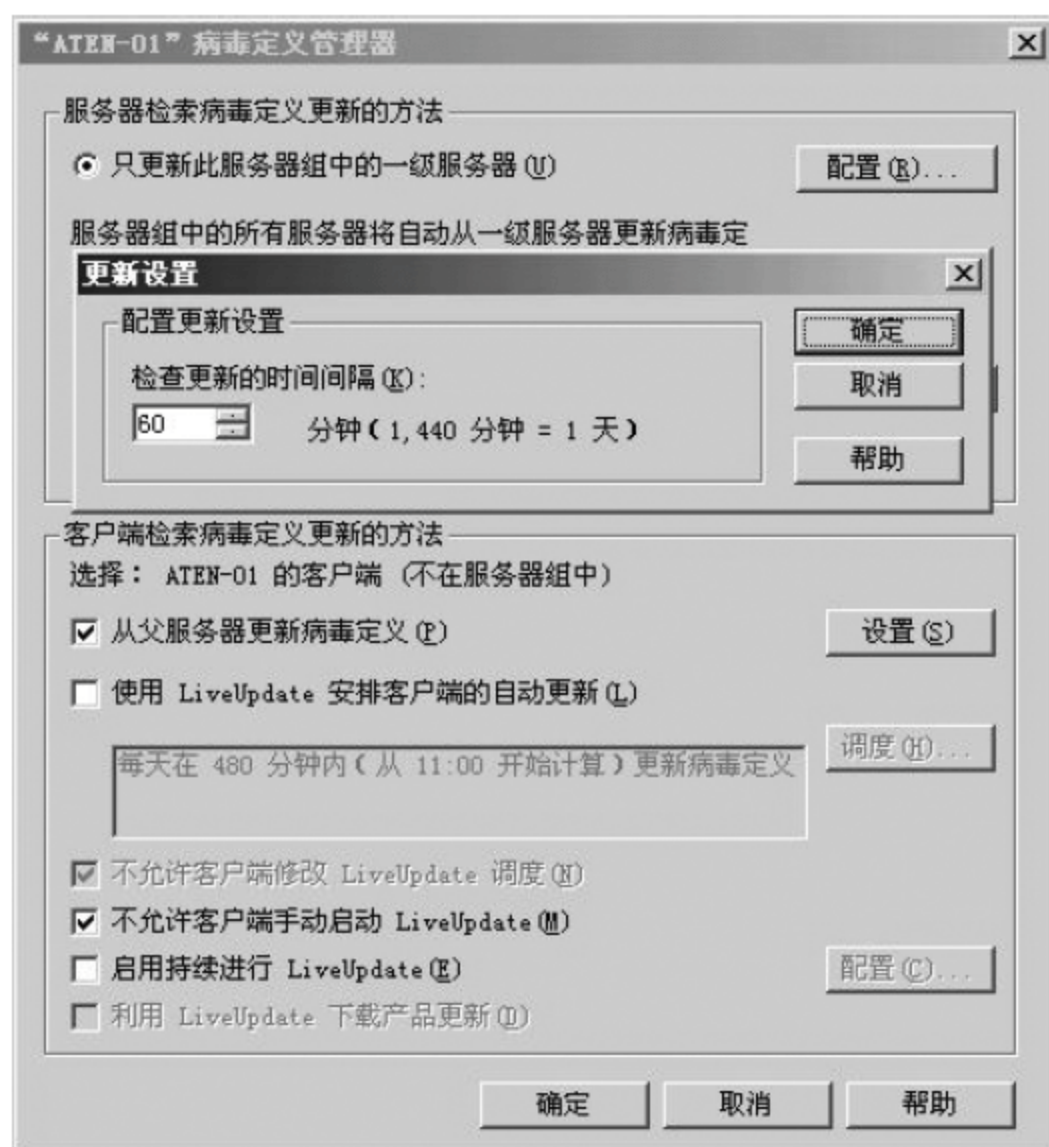 “ATEN-01”病毒定义管理器
服务器检索病毒定义更新的方法
只更新此服务器组中的一级服务器(U)
配置(R)...
服务器组中的所有服务器将自动从一级服务器更新病毒定
更新设置
配置更新设置
确定
检查更新的时间间隔(K):
取消
60
分钟(1,440 分钟 = 1 天)
帮助
客户端检索病毒定义更新的方法
选择: ATEN-01 的客户端 (不在服务器组中)
从父服务器更新病毒定义(P)
设置(S)
使用 LiveUpdate 安排客户端的自动更新(L)
调度(H)...
每天在 480 分钟内(从 11:00 开始计算)更新病毒定义
不允许客户端修改 LiveUpdate 调度(N)
不允许客户端手动启动 LiveUpdate(M)
启用持续进行 LiveUpdate(E)
配置(C)...
利用 LiveUpdate 下载产品更新(D)
确定
取消
帮助